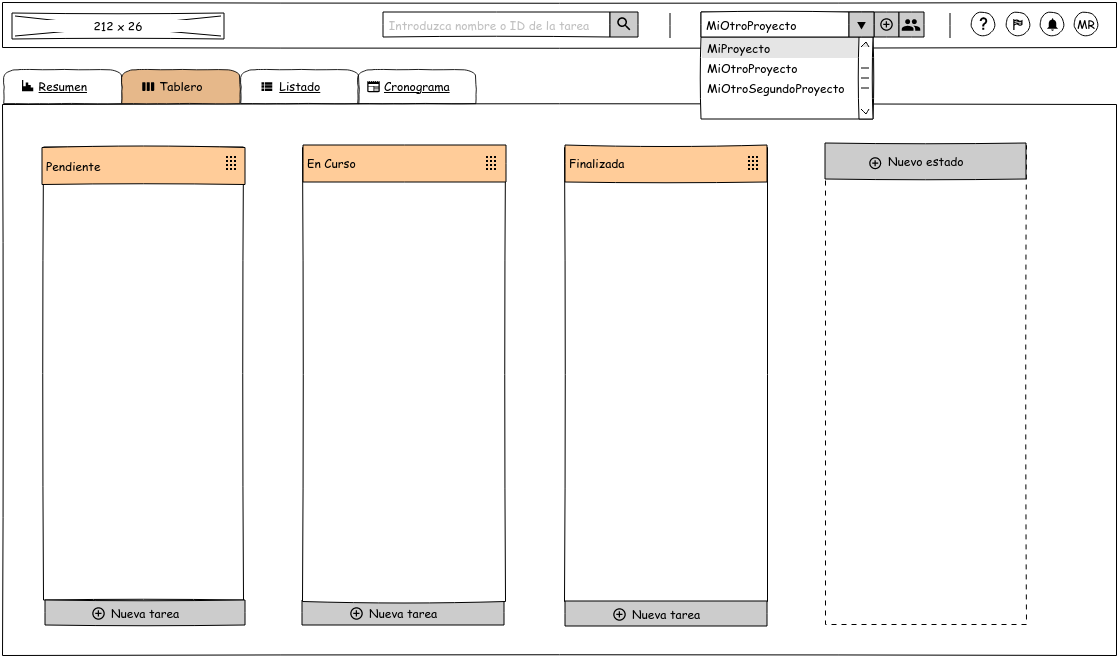 212 x 26
Introduzca nombre o ID de la tarea
MiOtroProyecto
?
MR
MiProyecto
MiOtroProyecto
MiOtroSegundoProyecto
Resumen
Tablero
Listado
Cronograma
Pendiente
En Curso
Finalizada
Nuevo estado
Nueva tarea
Nueva tarea
Nueva tarea